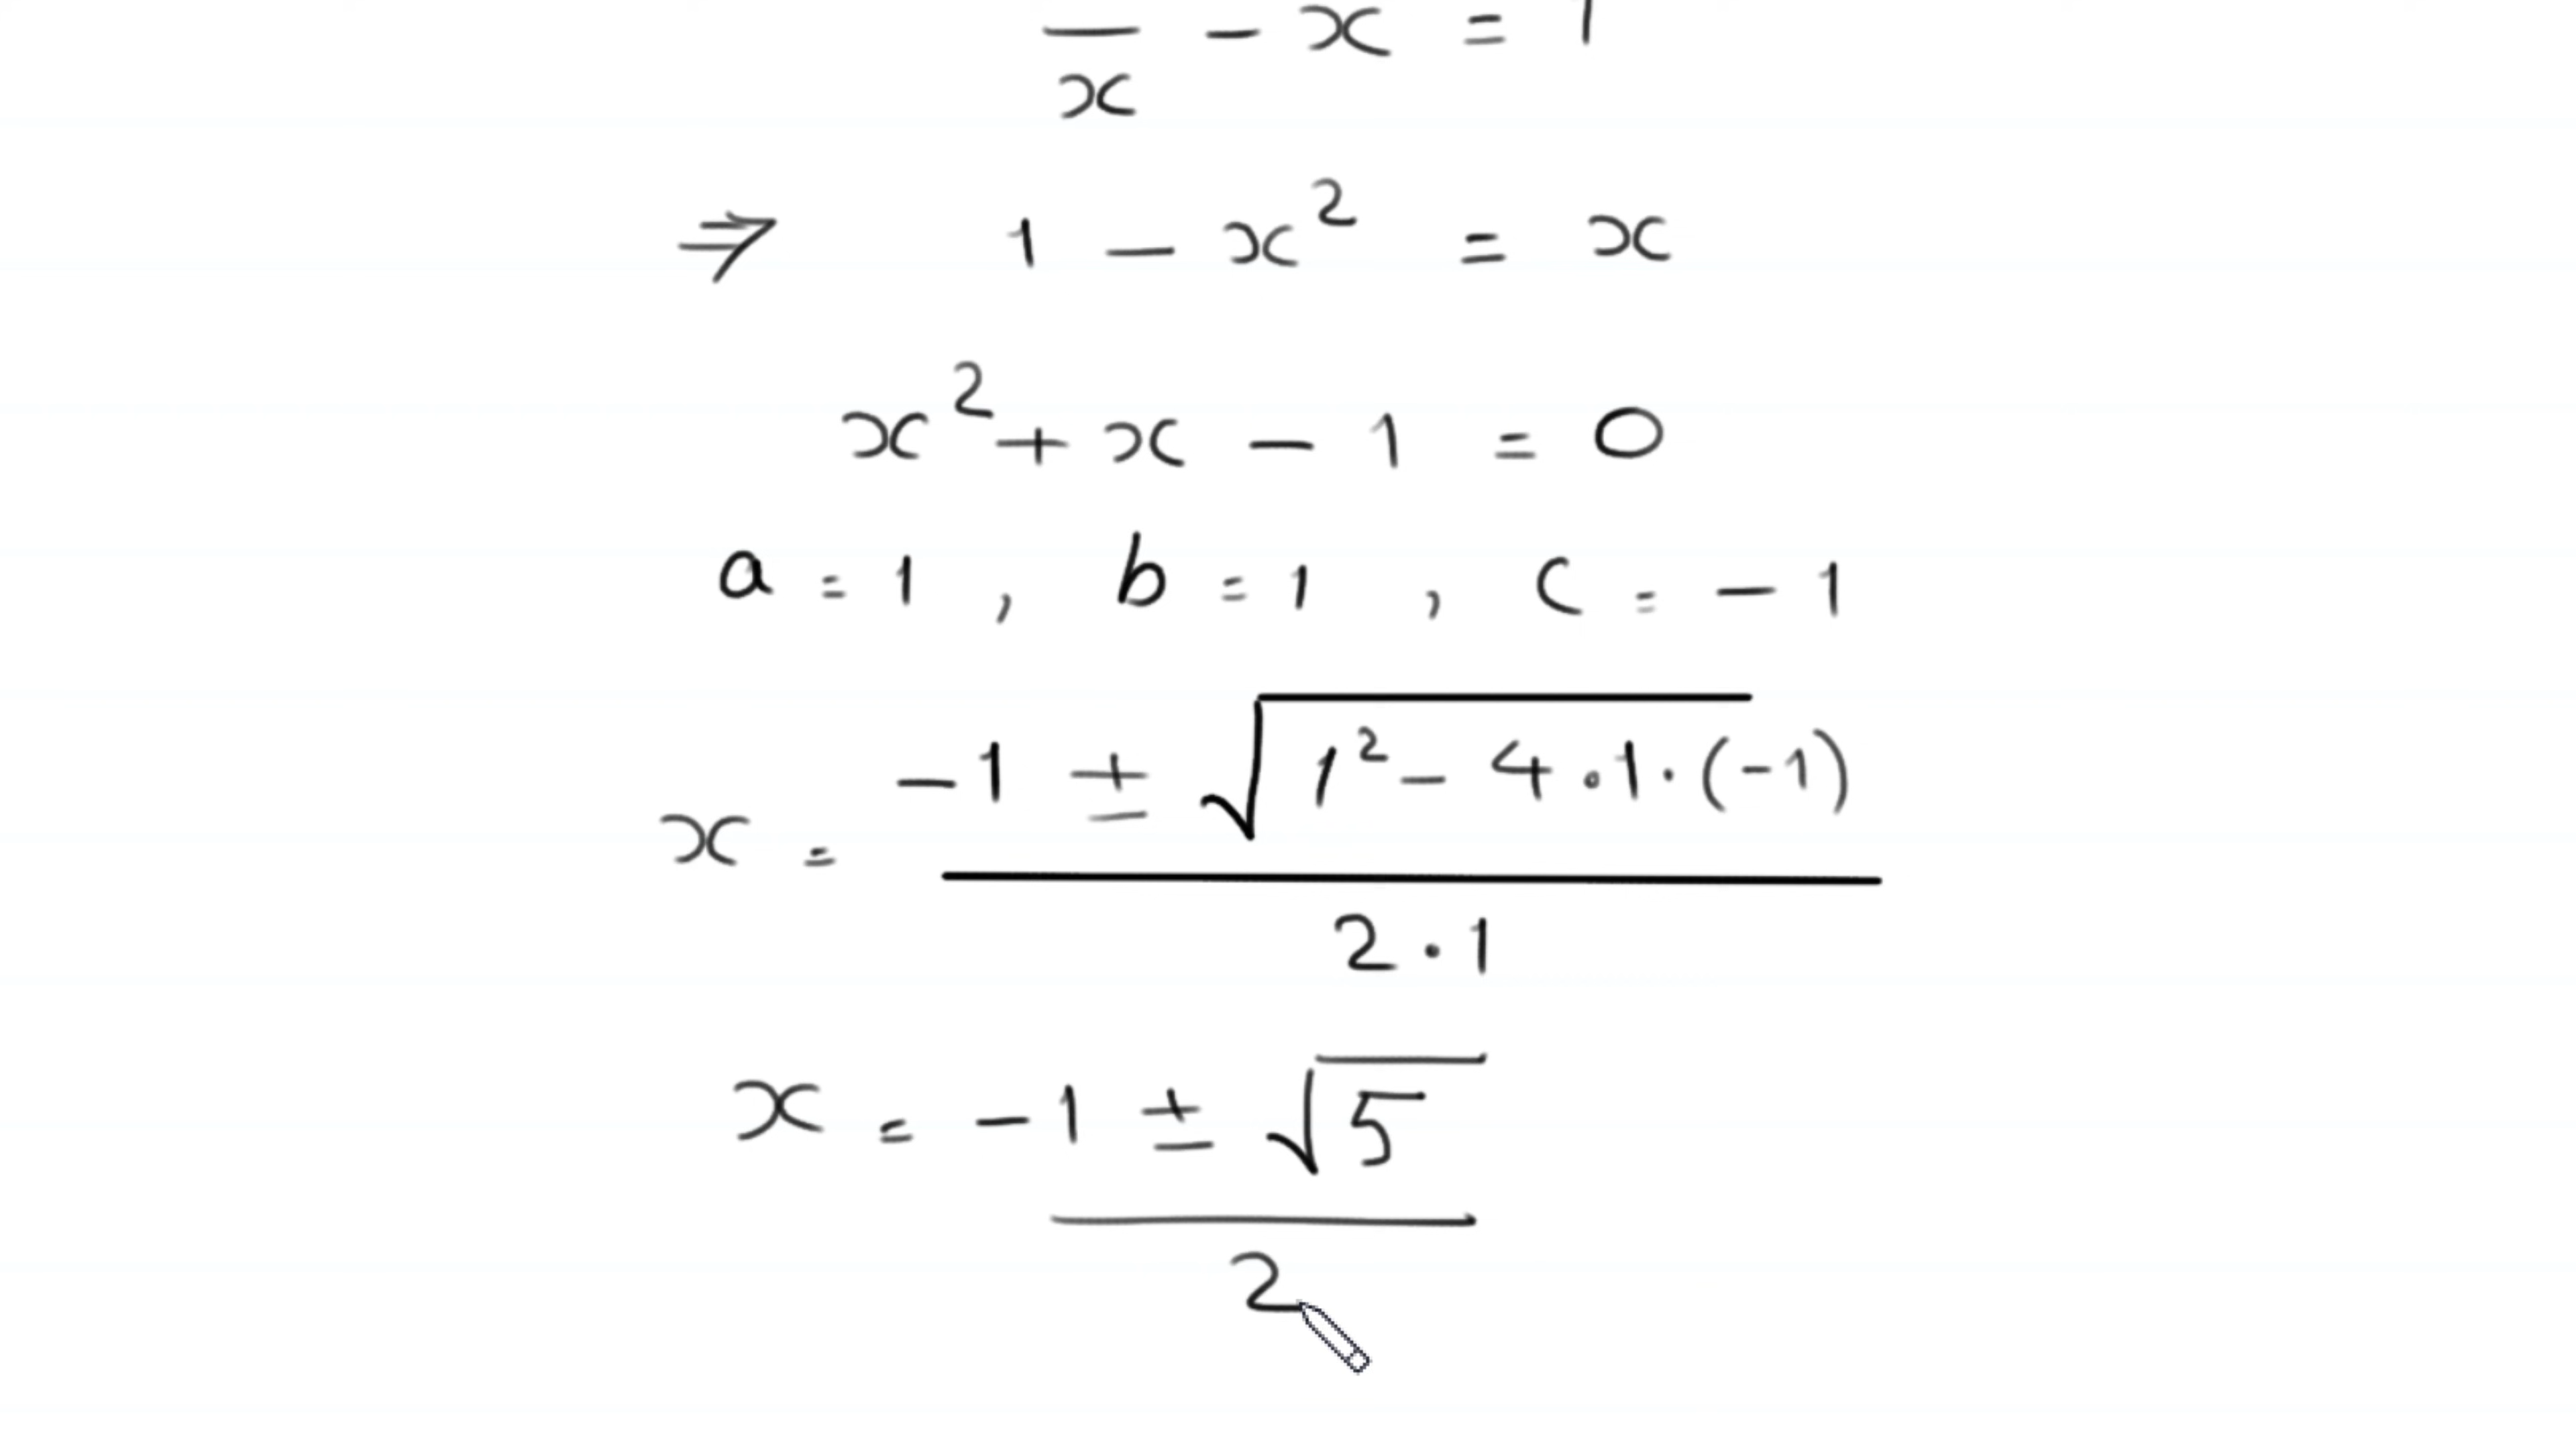 — - x = 1
x
⇒ 1 - x² = x
x² + x - 1 = 0
a = 1 , b = 1 , c = -1
x = (-1 ± √(1² - 4 · 1 · (-1))) / (2 · 1)
x = (-1 ± √5) / 2